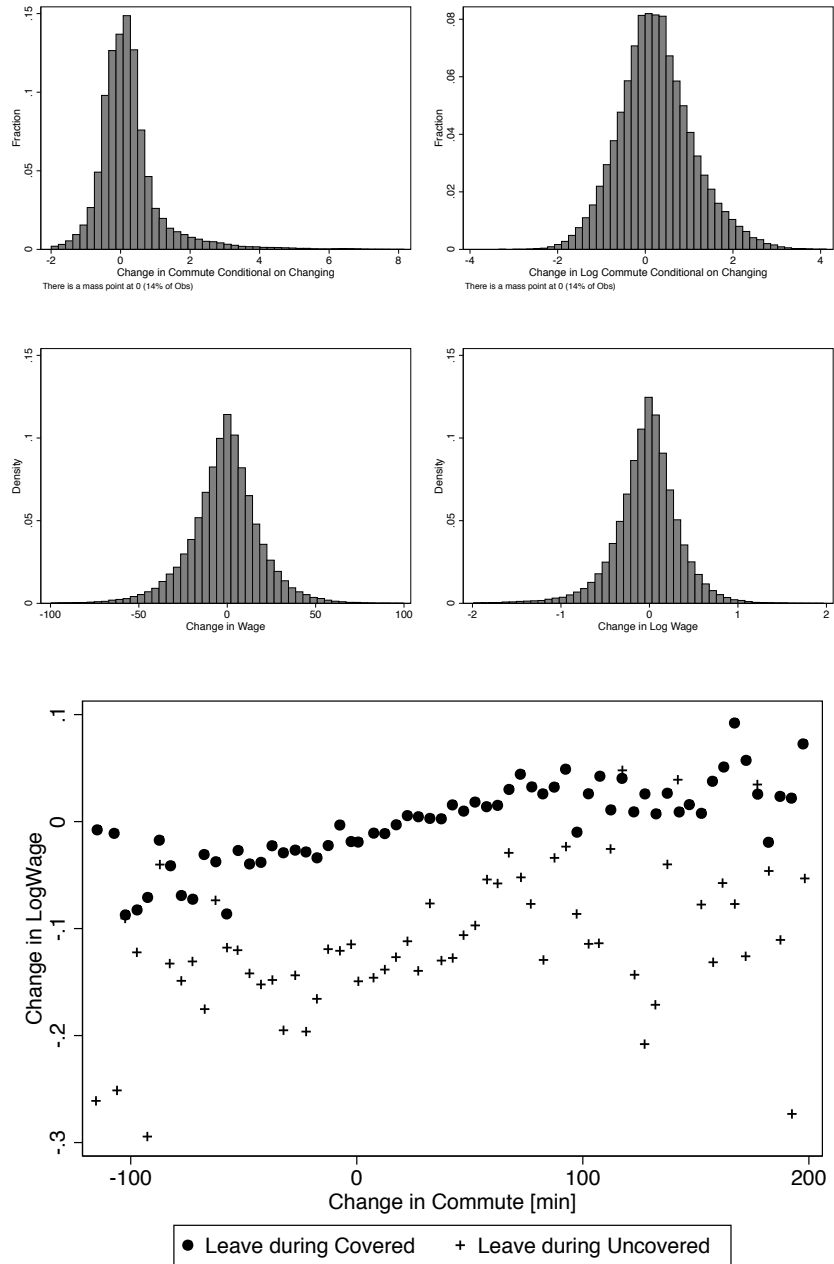 .15
.1
.05
0
Fraction
-2 0 2 4 6 8
Change in Commute Conditional on Changing
There is a mass point at 0 (14% of Obs)
.08
.06
.04
.02
0
Fraction
-4 -2 0 2 4
Change in Log Commute Conditional on Changing
There is a mass point at 0 (14% of Obs)
.15
.1
.05
0
Density
-100 -50 0 50 100
Change in Wage
.15
.1
.05
0
Density
-2 -1 0 1 2
Change in Log Wage
.1
0
-.1
-.2
-.3
Change in LogWage
-100 0 100 200
Change in Commute [min]
Leave during Covered Leave during Uncovered